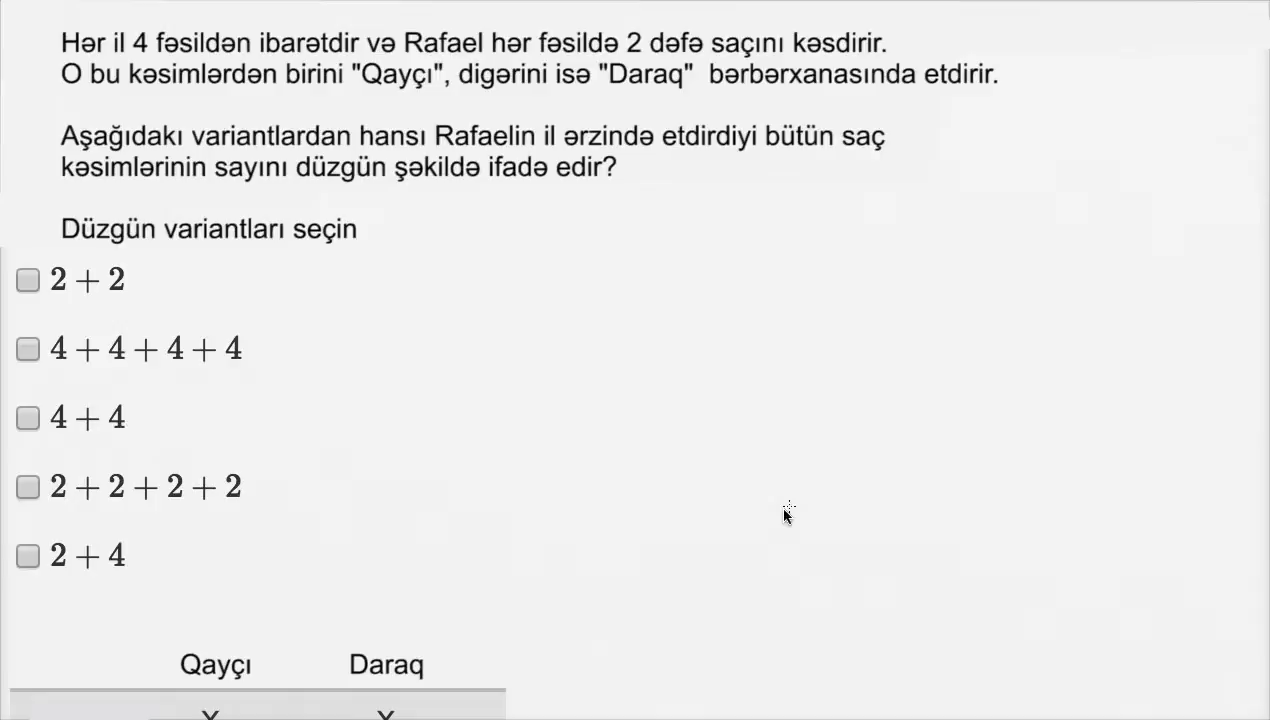 Hər il 4 fəsildən ibarətdir və Rafael hər fəsildə 2 dəfə saçını kəsdirir.
O bu kəsimlərdən birini "Qayçı", digərini isə "Daraq" bərbərxanasında etdirir.
Aşağıdakı variantlardan hansı Rafaelin il ərzində etdirdiyi bütün saç
kəsimlərinin sayını düzgün şəkildə ifadə edir?
Düzgün variantları seçin
2 + 2
4 + 4 + 4 + 4
4 + 4
2 + 2 + 2 + 2
2 + 4
Qayçı Daraq
X X